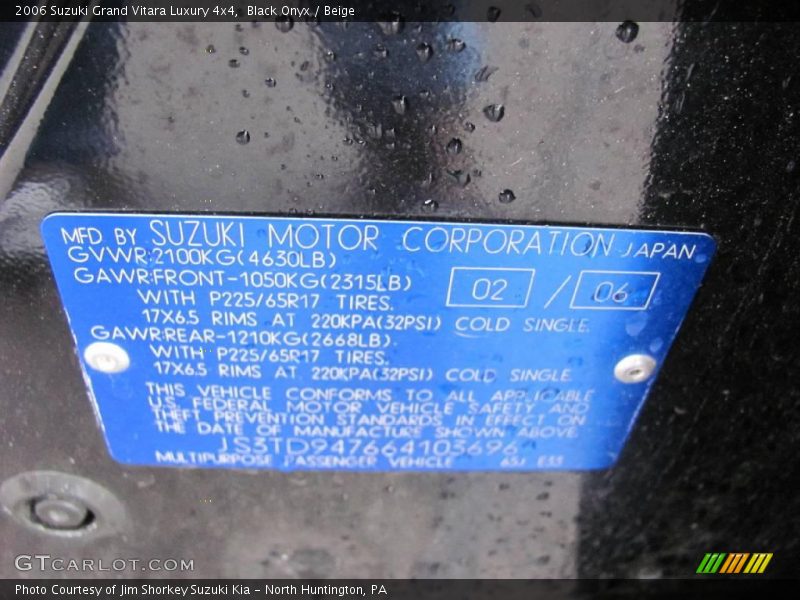 2006 Suzuki Grand Vitara Luxury 4x4, Black Onyx / Beige
MFD BY SUZUKI MOTOR CORPORATION JAPAN
GVWR:2100KG(4630LB)
GAWR:FRONT-1050KG(2315LB) 02 / 06
WITH P225/65R17 TIRES.
17X6.5 RIMS AT 220KPA(32PSI) COLD SINGLE
GAWR:REAR-1210KG(2668LB).
WITH P225/65R17 TIRES.
17X6.5 RIMS AT 220KPA(32PSI) COLD SINGLE
THIS VEHICLE CONFORMS TO ALL APPLICABLE
U.S FEDERAL MOTOR VEHICLE SAFETY AND
THEFT PREVENTION STANDARDS IN EFFECT ON
THE DATE OF MANUFACTURE SHOWN ABOVE
JS3TD947664105696
MULTIPURPOSE PASSENGER VEHICLE
GTCARLOT.COM
Photo Courtesy of Jim Shorkey Suzuki Kia - North Huntington, PA